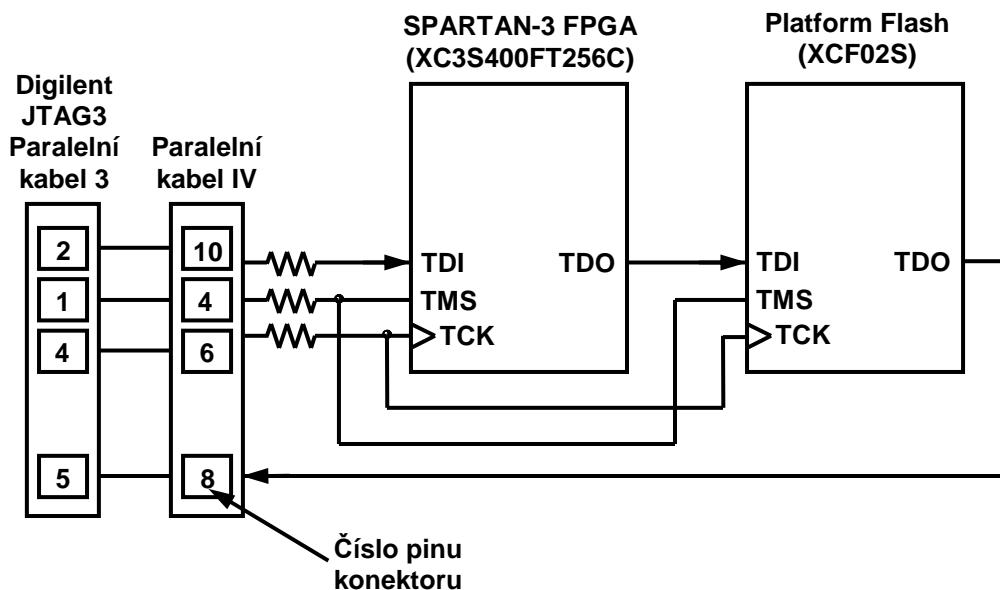 SPARTAN-3 FPGA
(XC3S400FT256C)
Platform Flash
(XCF02S)
Digilent
JTAG3
Paralelní
kabel 3
Paralelní
kabel IV
2
10
TDI
TDO
TDI
TDO
1
4
TMS
TMS
4
6
TCK
TCK
5
8
Číslo pinu
konektoru